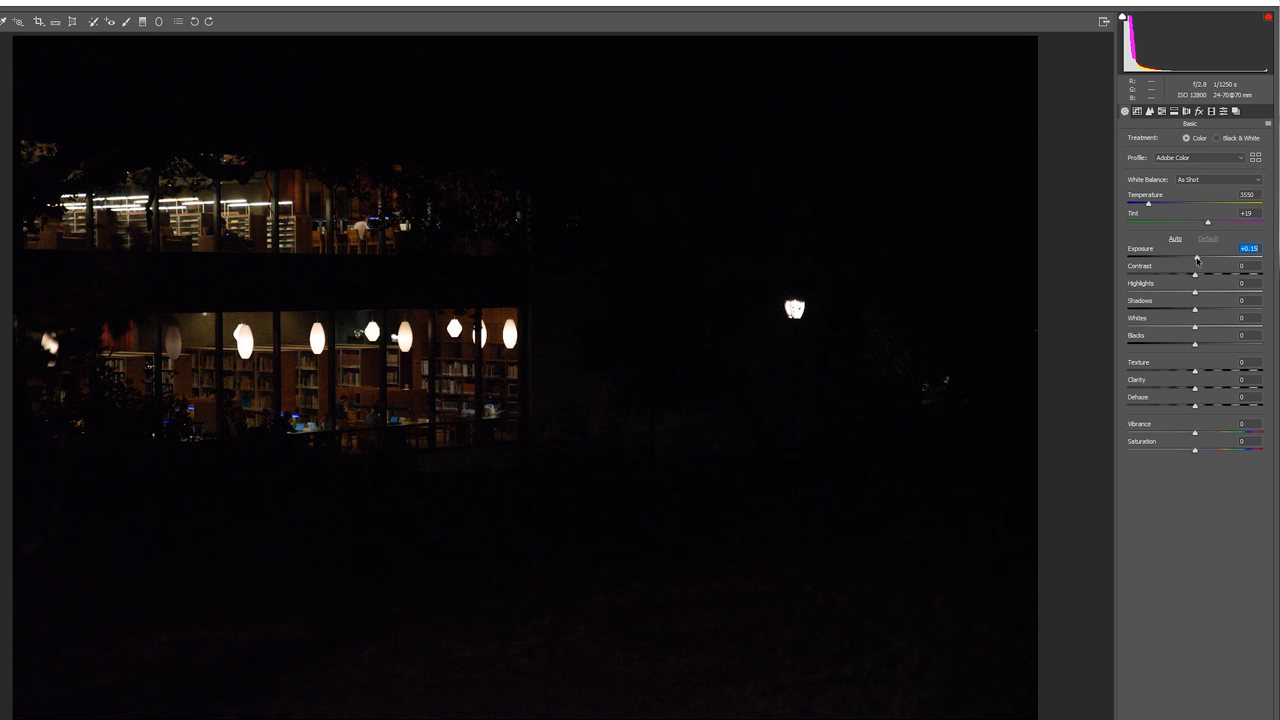 R: —
G: —
B: —
f/2.8 1/1250 s
ISO 12800 24-70@70 mm
fx
Basic
Treatment: Color Black & White
Profile: Adobe Color
White Balance: As Shot
Temperature 3550
Tint +19
Auto Default
Exposure +0.15
Contrast 0
Highlights 0
Shadows 0
Whites 0
Blacks 0
Texture 0
Clarity 0
Dehaze 0
Vibrance 0
Saturation 0